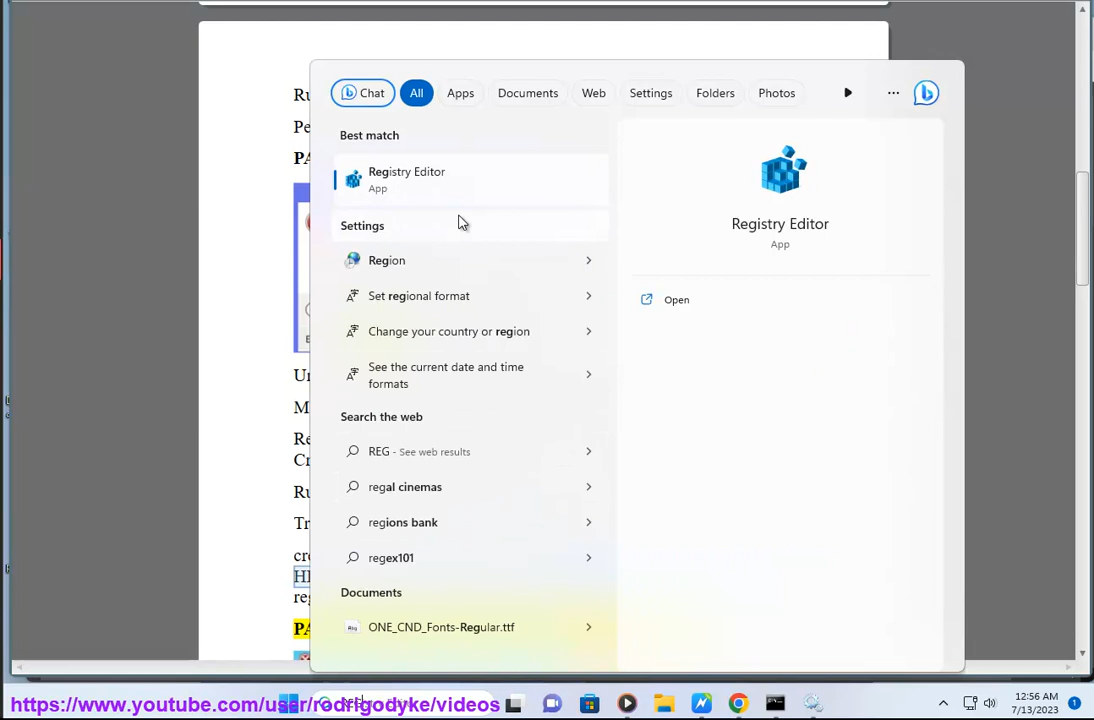 Chat All Apps Documents Web Settings Folders Photos ...
Best match
Registry Editor
App
Settings
Region
Set regional format
Change your country or region
See the current date and time
formats
Search the web
REG - See web results
regal cinemas
regions bank
regex101
Documents
ONE_CND_Fonts-Regular.ttf
Registry Editor
App
Open
https://www.youtube.com/user/rodrigodyke/videos
12:56 AM
7/13/2023
1